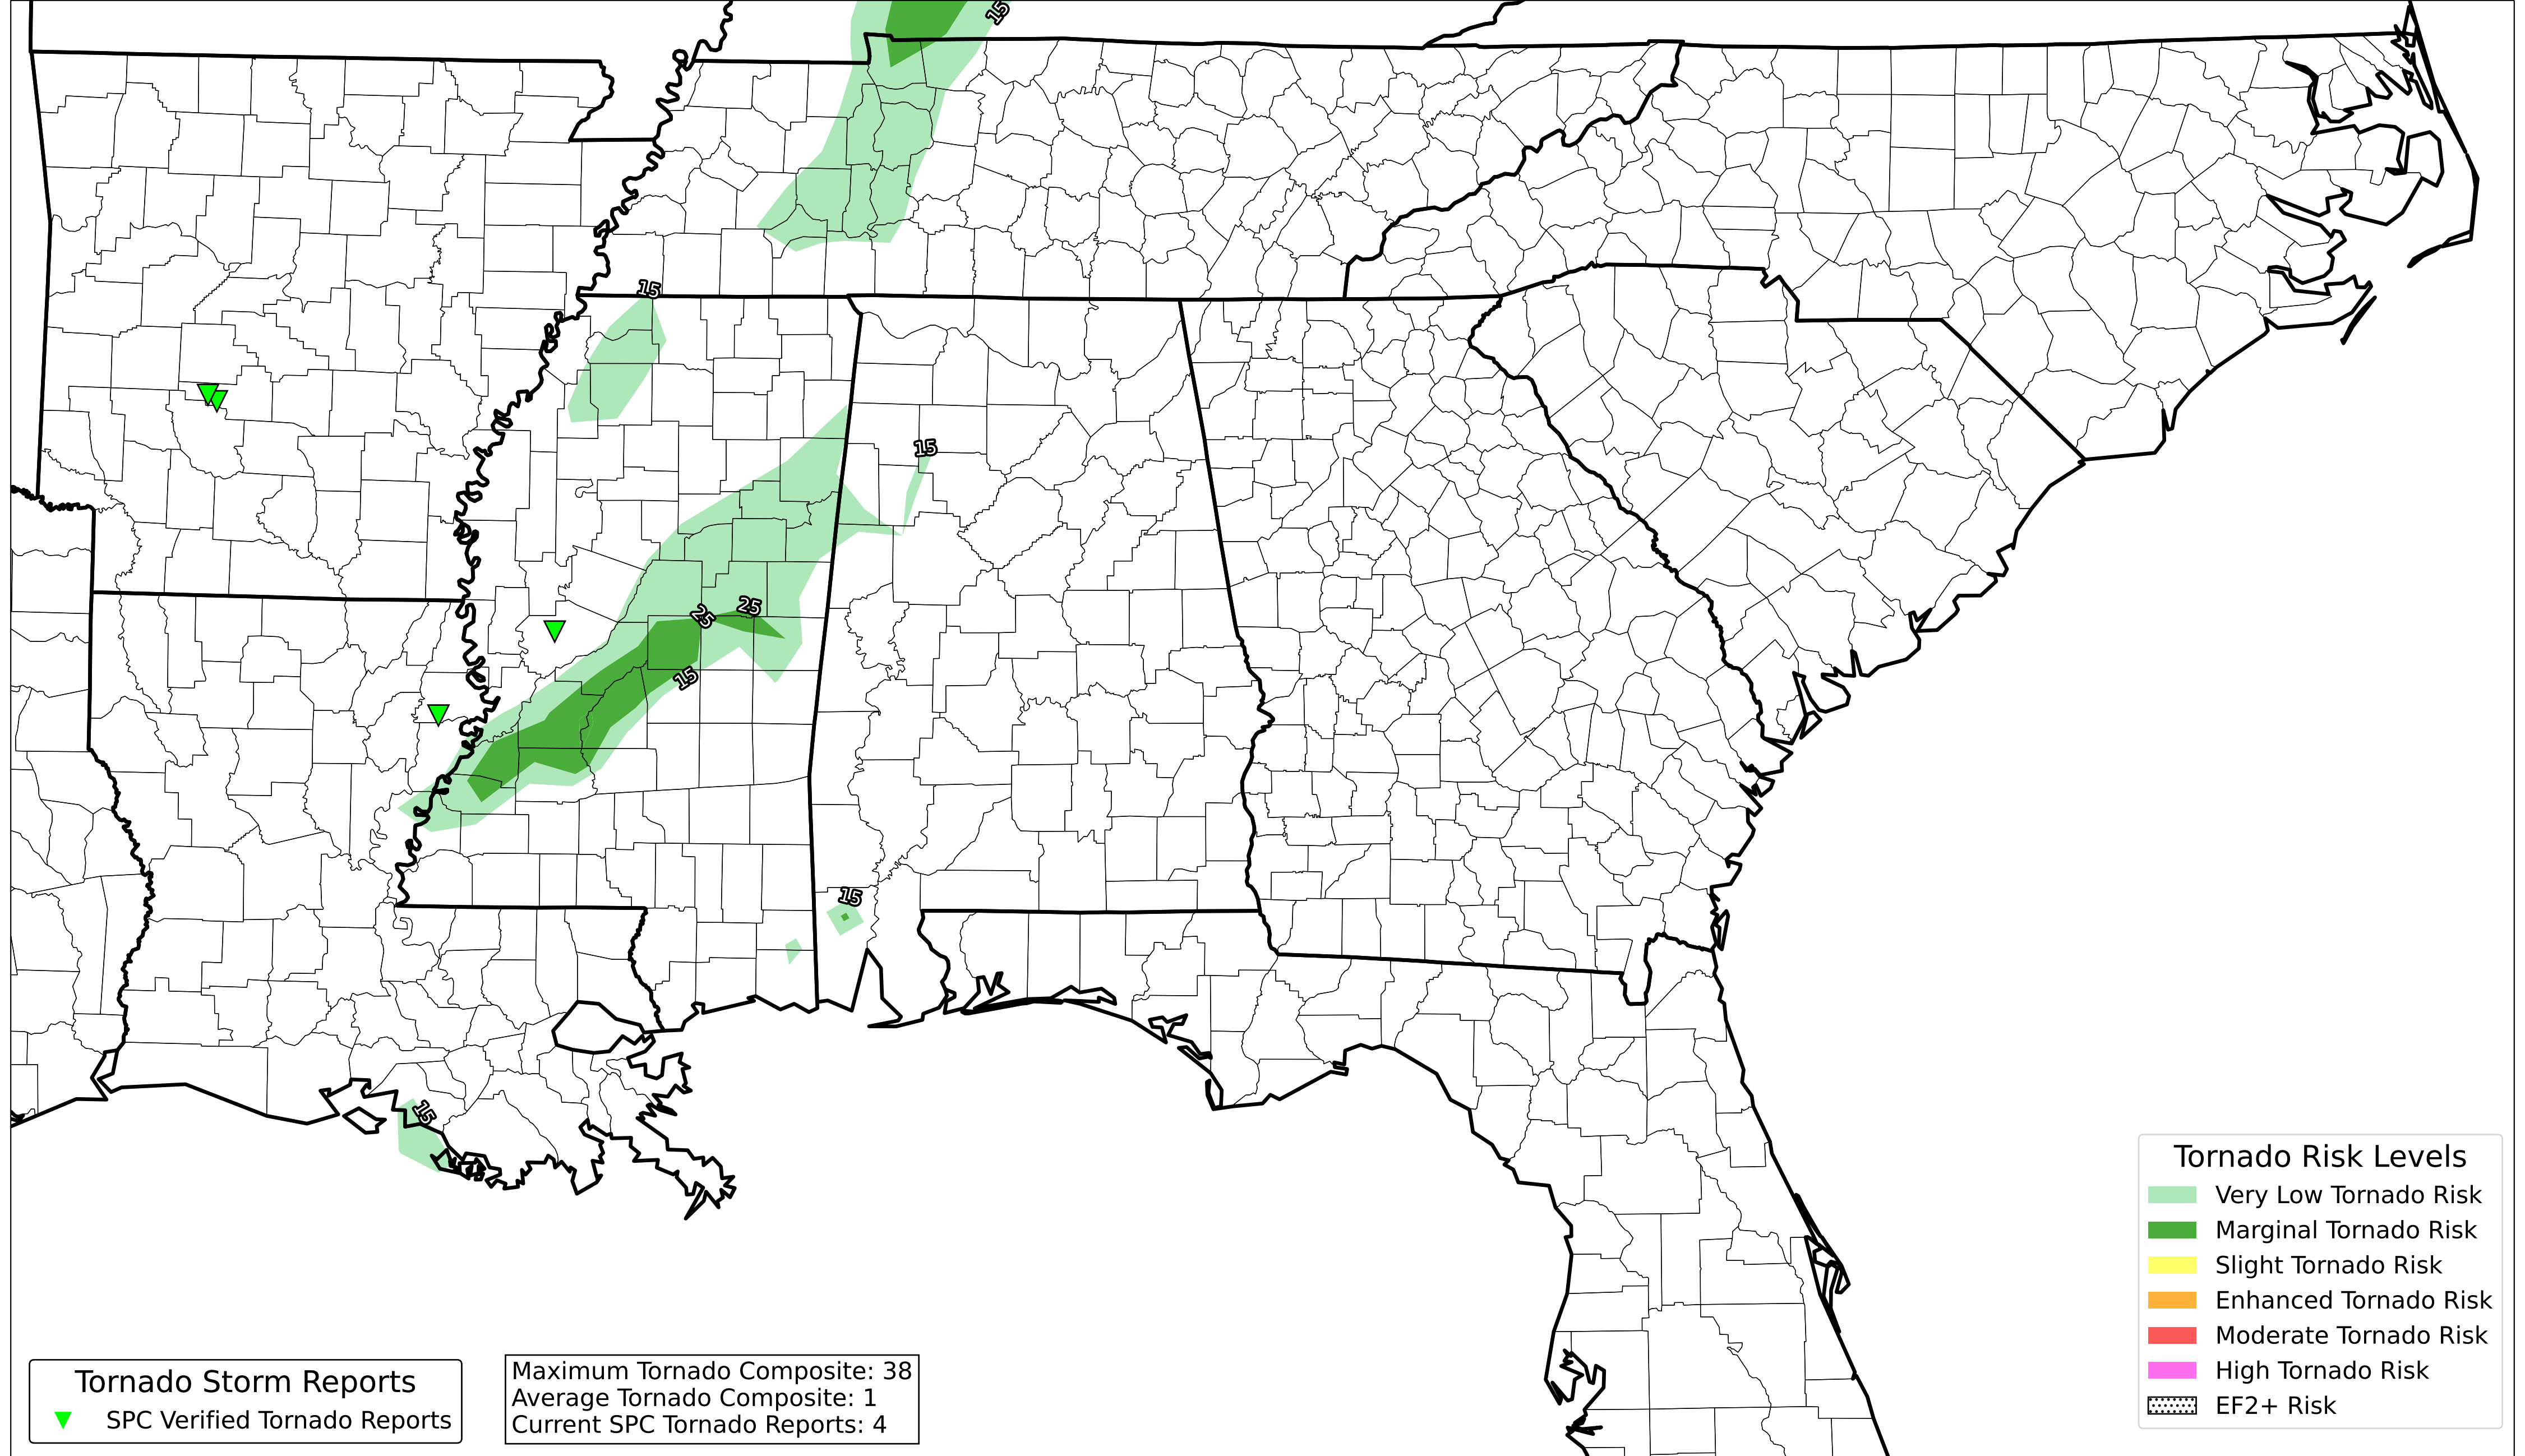 15
15
15
25
25
15
15
15
Tornado Risk Levels
Very Low Tornado Risk
Marginal Tornado Risk
Slight Tornado Risk
Enhanced Tornado Risk
Moderate Tornado Risk
High Tornado Risk
EF2+ Risk
Tornado Storm Reports
SPC Verified Tornado Reports
Maximum Tornado Composite: 38
Average Tornado Composite: 1
Current SPC Tornado Reports: 4